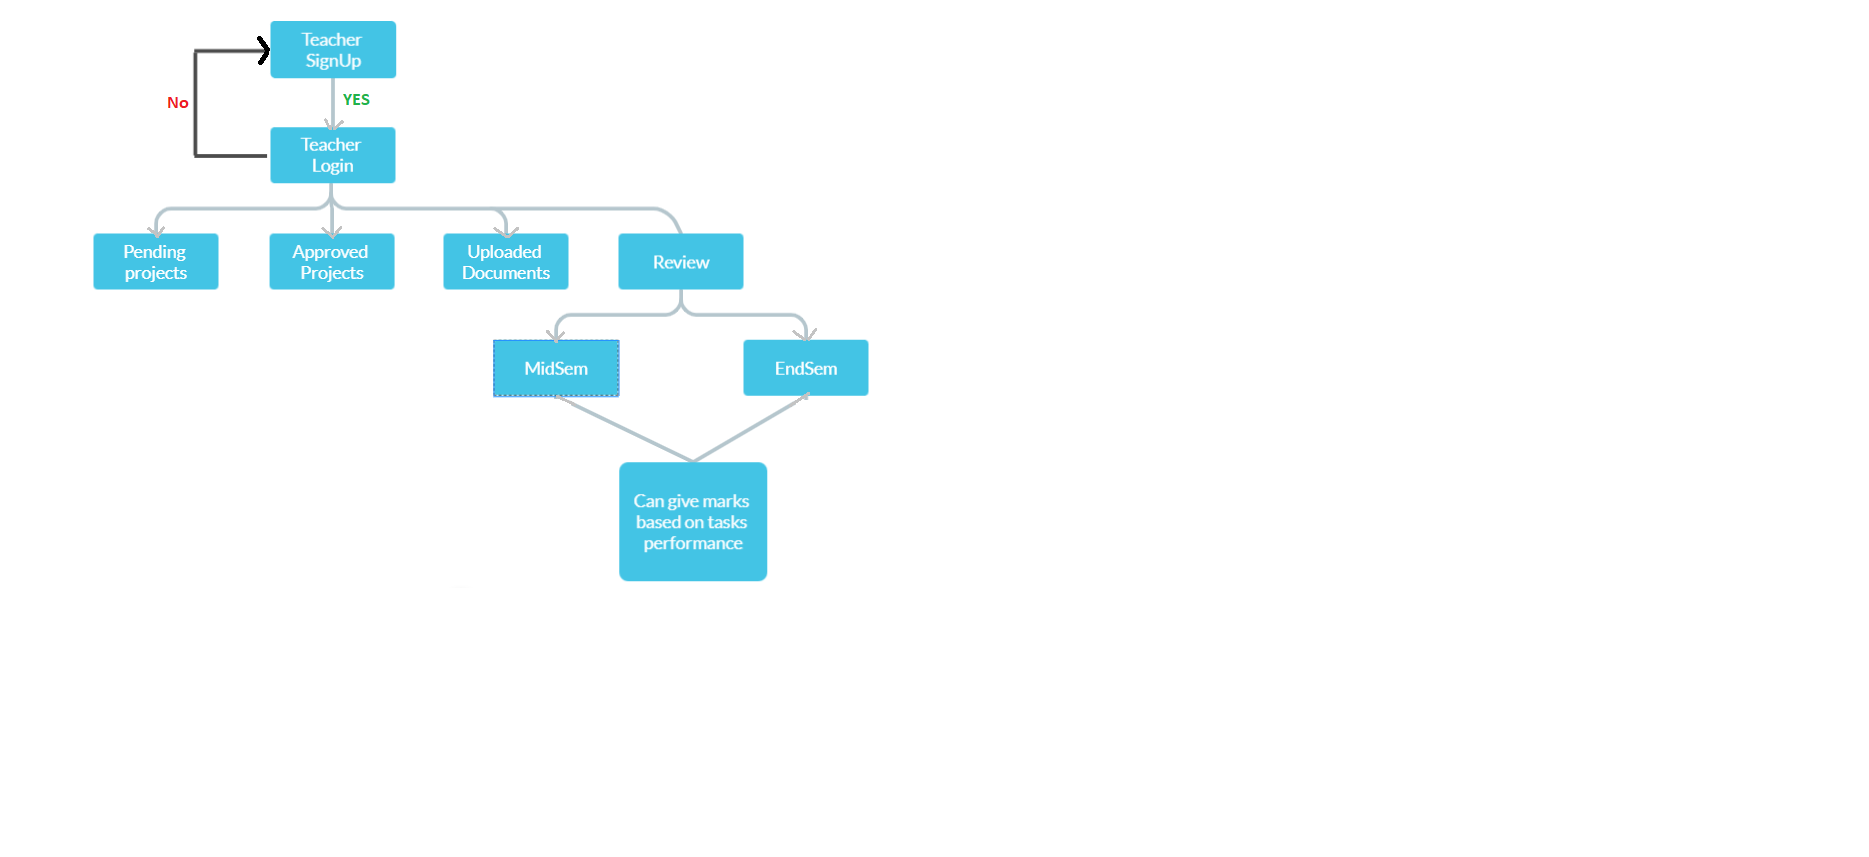 Teacher
SignUp
No
YES
Teacher
Login
Pending
projects
Approved
Projects
Uploaded
Documents
Review
MidSem
EndSem
Can give marks
based on tasks
performance